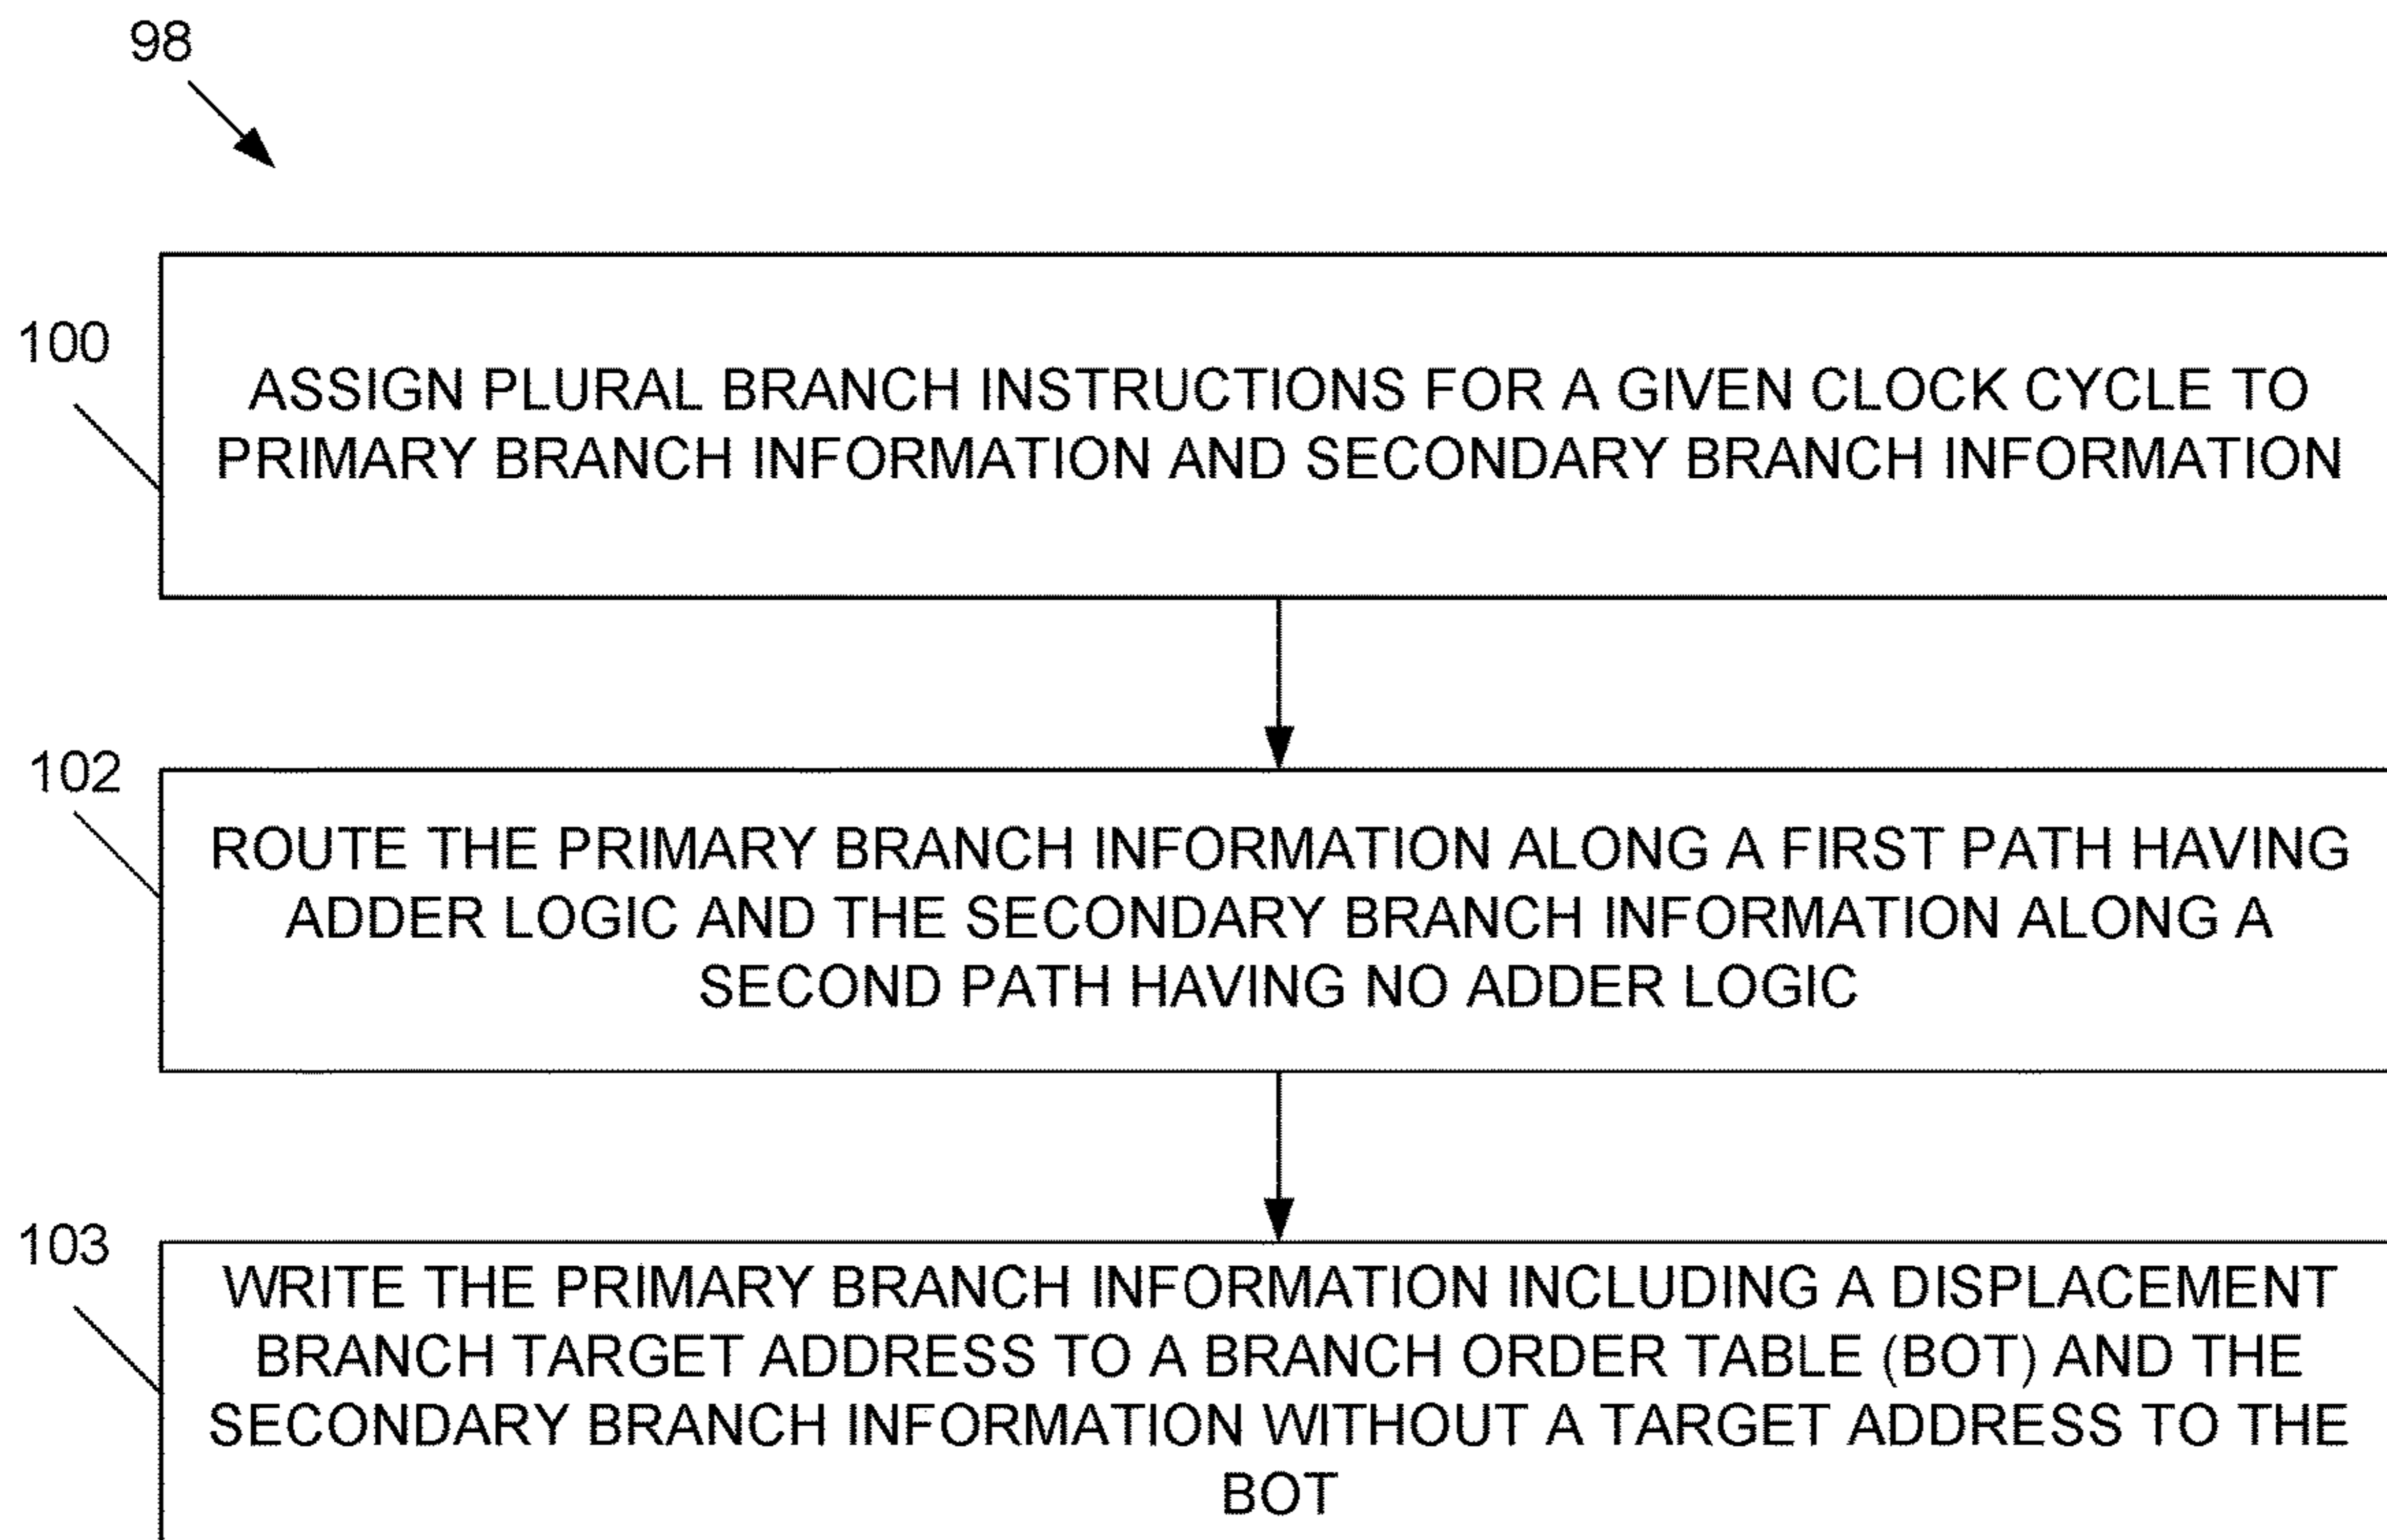 98
100
ASSIGN PLURAL BRANCH INSTRUCTIONS FOR A GIVEN CLOCK CYCLE TO
PRIMARY BRANCH INFORMATION AND SECONDARY BRANCH INFORMATION
102
ROUTE THE PRIMARY BRANCH INFORMATION ALONG A FIRST PATH HAVING
ADDER LOGIC AND THE SECONDARY BRANCH INFORMATION ALONG A
SECOND PATH HAVING NO ADDER LOGIC
103
WRITE THE PRIMARY BRANCH INFORMATION INCLUDING A DISPLACEMENT
BRANCH TARGET ADDRESS TO A BRANCH ORDER TABLE (BOT) AND THE
SECONDARY BRANCH INFORMATION WITHOUT A TARGET ADDRESS TO THE
BOT